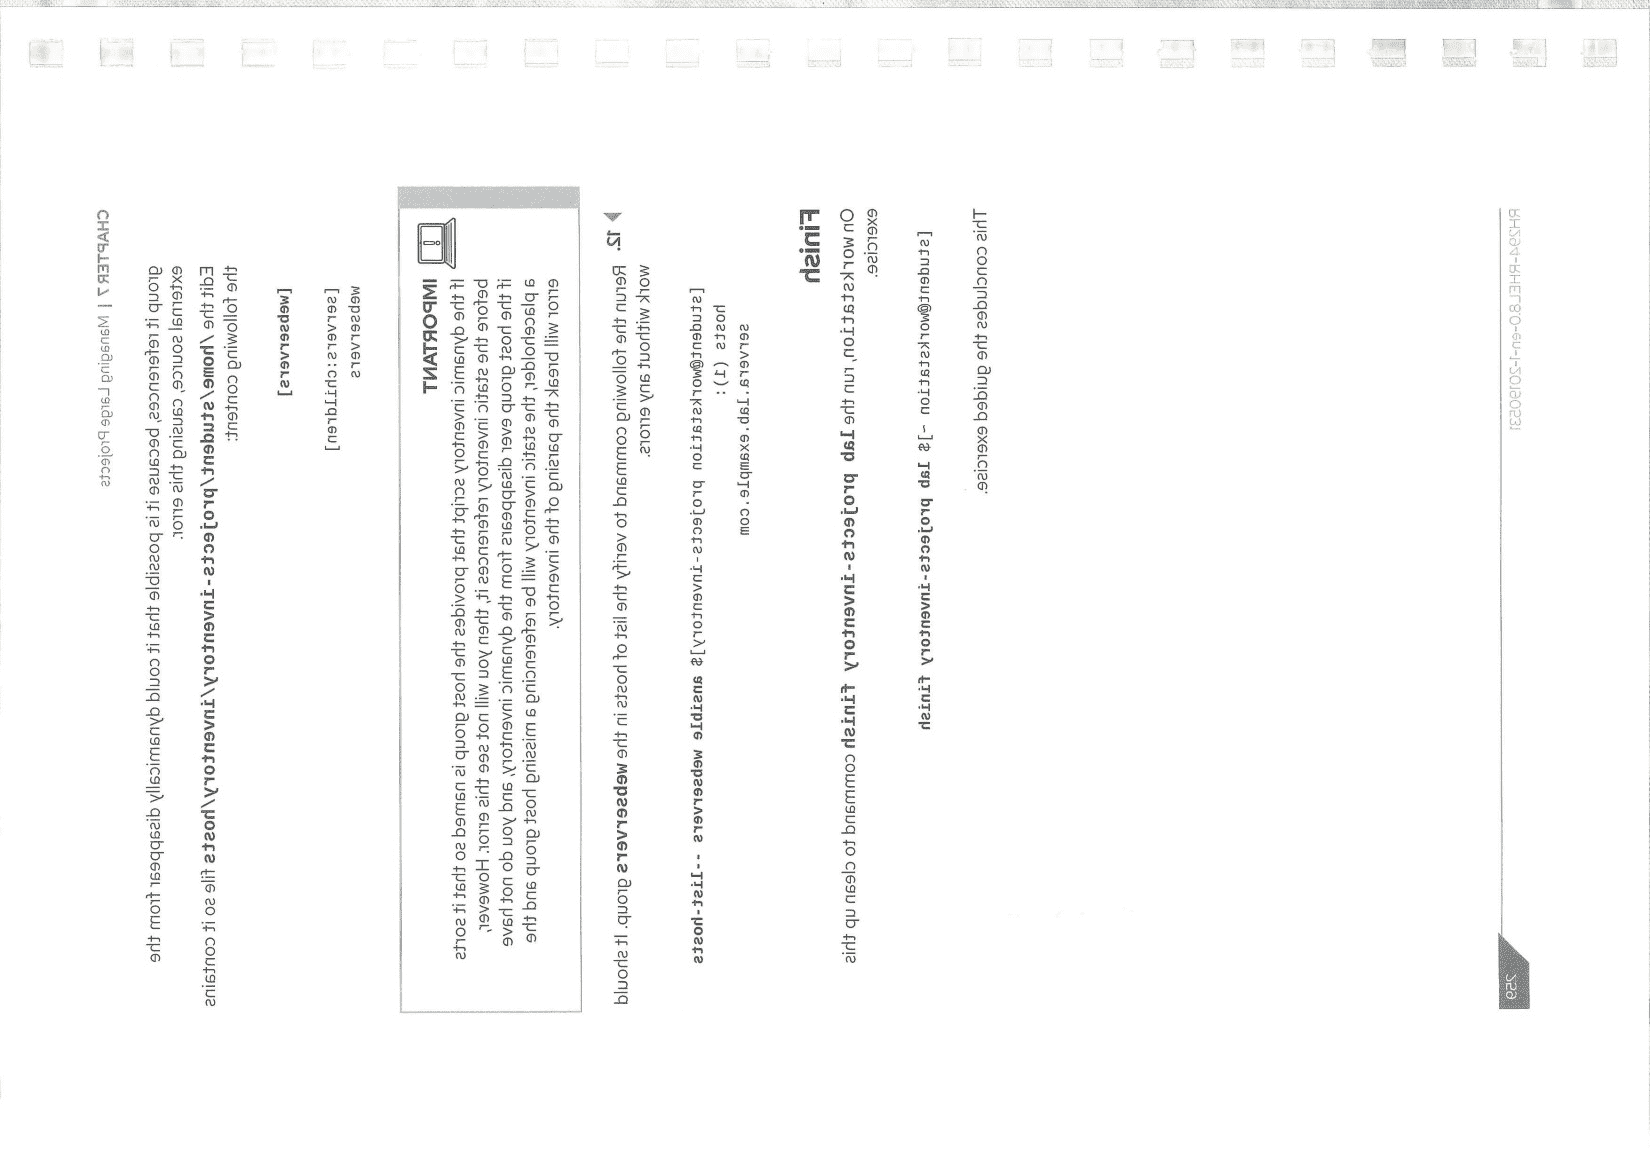 CHAPTER 7 | Managing Large Projects
group it references, because it is possible that it could dynamically disappear from the
external source, causing this error.
Edit the /home/student/projects-inventory/inventory/hosts file so it contains
the following content:
[webservers]
[servers:children]
webservers
IMPORTANT
If the dynamic inventory script that provides the host group is named so that it sorts
before the static inventory references it, then you will not see this error. However,
if the host group ever disappears from the dynamic inventory, and you do not have
a placeholder, the static inventory will be referencing a missing host group and the
error will break the parsing of the inventory.
12. Rerun the following command to verify the list of hosts in the webservers group. It should
work without any errors.
[student@workstation projects-inventory]$ ansible webservers --list-hosts
hosts (1):
servera.lab.example.com
Finish
On workstation, run the lab projects-inventory finish command to clean up this
exercise.
[student@workstation ~]$ lab projects-inventory finish
This concludes the guided exercise.
RH294-RHEL8.0-en-1-20190531
259